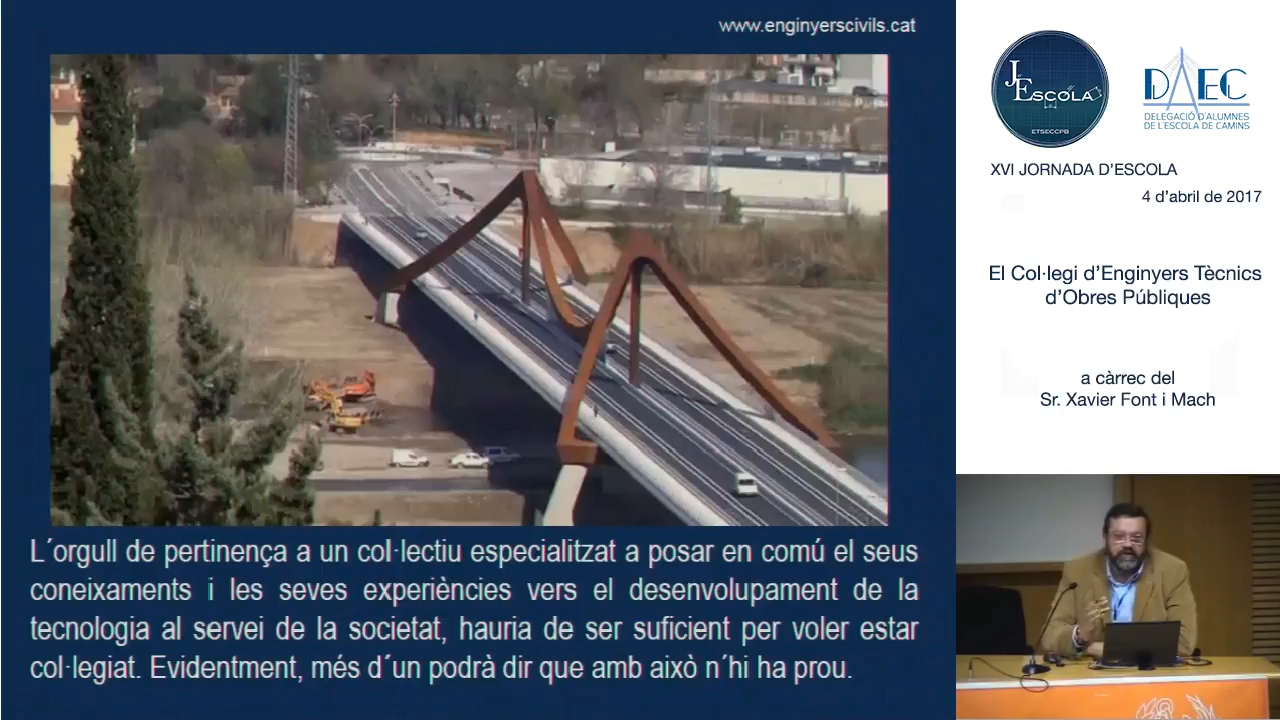 www.enginyerscivils.cat
L´orgull de pertinença a un col·lectiu especialitzat a posar en comú el seus
coneixaments i les seves experiències vers el desenvolupament de la
tecnologia al servei de la societat, hauria de ser suficient per voler estar
col·legiat. Evidentment, més d´un podrà dir que amb això n´hi ha prou.
J. ESCOLA
ETSECCPB
DAEC
DELEGACIÓ D'ALUMNES
DE L'ESCOLA DE CAMINS
XVI JORNADA D'ESCOLA
4 d'abril de 2017
El Col·legi d'Enginyers Tècnics
d'Obres Públiques
a càrrec del
Sr. Xavier Font i Mach